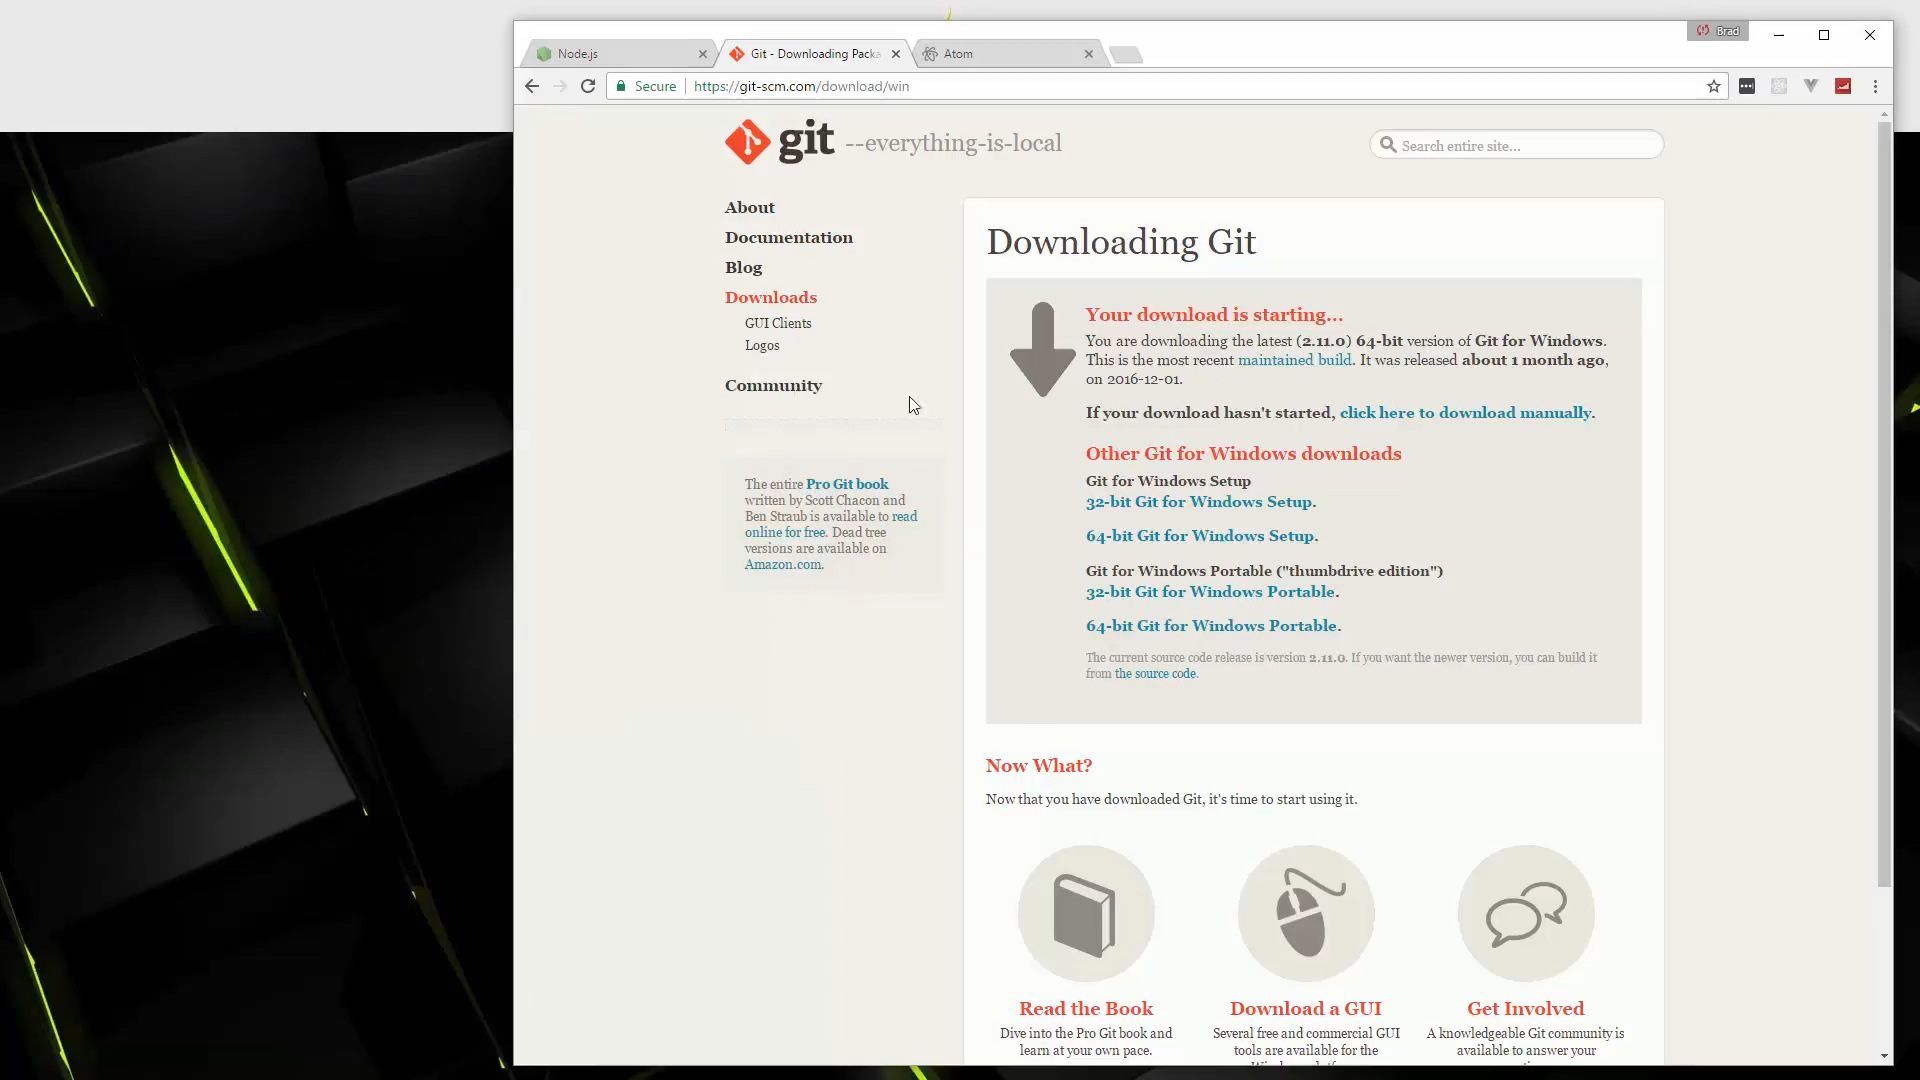 Brad
Node.js
Git - Downloading Packa
Atom
Secure
https://git-scm.com/download/win
git --everything-is-local
Search entire site...
About
Documentation
Blog
Downloads
GUI Clients
Logos
Community
The entire Pro Git book
written by Scott Chacon and
Ben Straub is available to read
online for free. Dead tree
versions are available on
Amazon.com.
Downloading Git
Your download is starting...
You are downloading the latest (2.11.0) 64-bit version of Git for Windows.
This is the most recent maintained build. It was released about 1 month ago,
on 2016-12-01.
If your download hasn't started, click here to download manually.
Other Git for Windows downloads
Git for Windows Setup
32-bit Git for Windows Setup.
64-bit Git for Windows Setup.
Git for Windows Portable ("thumbdrive edition")
32-bit Git for Windows Portable.
64-bit Git for Windows Portable.
The current source code release is version 2.11.0. If you want the newer version, you can build it
from the source code.
Now What?
Now that you have downloaded Git, it's time to start using it.
Read the Book
Dive into the Pro Git book and
learn at your own pace.
Download a GUI
Several free and commercial GUI
tools are available for the
Get Involved
A knowledgeable Git community is
available to answer your